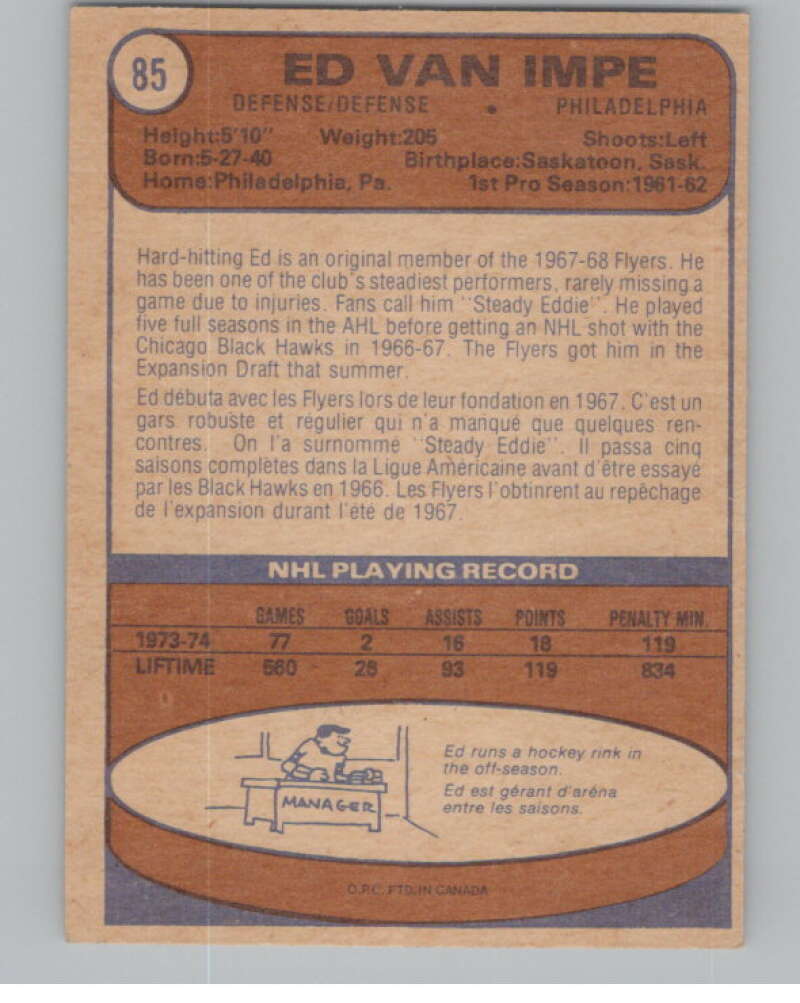 85
ED VAN IMPE
DEFENSE/DEFENSE • PHILADELPHIA
Height:5'10" Weight:205 Shoots:Left
Born:5-27-40 Birthplace:Saskatoon, Sask.
Home:Philadelphia, Pa. 1st Pro Season:1961-62
Hard-hitting Ed is an original member of the 1967-68 Flyers. He
has been one of the club's steadiest performers, rarely missing a
game due to injuries. Fans call him "Steady Eddie". He played
five full seasons in the AHL before getting an NHL shot with the
Chicago Black Hawks in 1966-67. The Flyers got him in the
Expansion Draft that summer.
Ed débuta avec les Flyers lors de leur fondation en 1967. C'est un
gars robuste et régulier qui n'a manqué que quelques ren-
contres. On l'a surnommé "Steady Eddie". Il passa cinq
saisons complètes dans la Ligue Américaine avant d'être essayé
par les Black Hawks en 1966. Les Flyers l'obtinrent au repêchage
de l'expansion durant l'été de 1967.
NHL PLAYING RECORD
GAMES GOALS ASSISTS POINTS PENALTY MIN.
1973-74 77 2 16 18 119
LIFTIME 560 26 93 119 834
Ed runs a hockey rink in
the off-season.
Ed est gérant d'aréna
entre les saisons.
MANAGER
O.P.C. PTD. IN CANADA